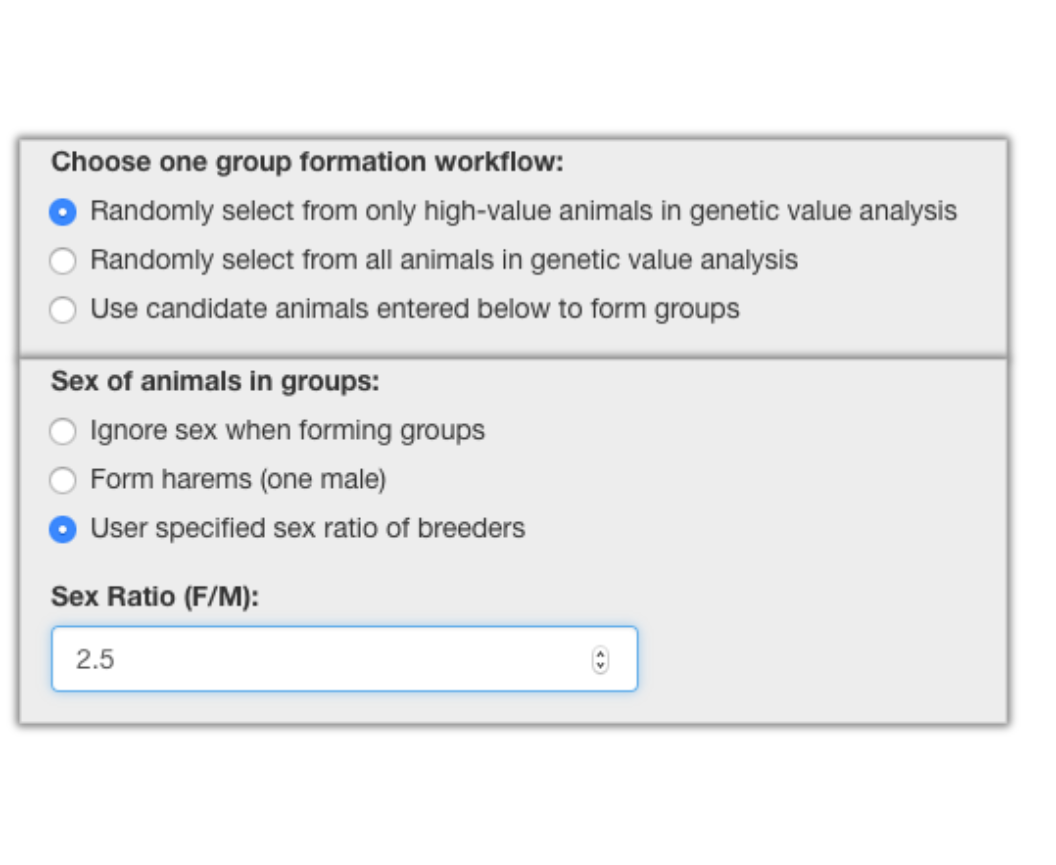 Choose one group formation workflow:
Randomly select from only high-value animals in genetic value analysis
Randomly select from all animals in genetic value analysis
Use candidate animals entered below to form groups
Sex of animals in groups:
Ignore sex when forming groups
Form harems (one male)
User specified sex ratio of breeders
Sex Ratio (F/M):
2.5